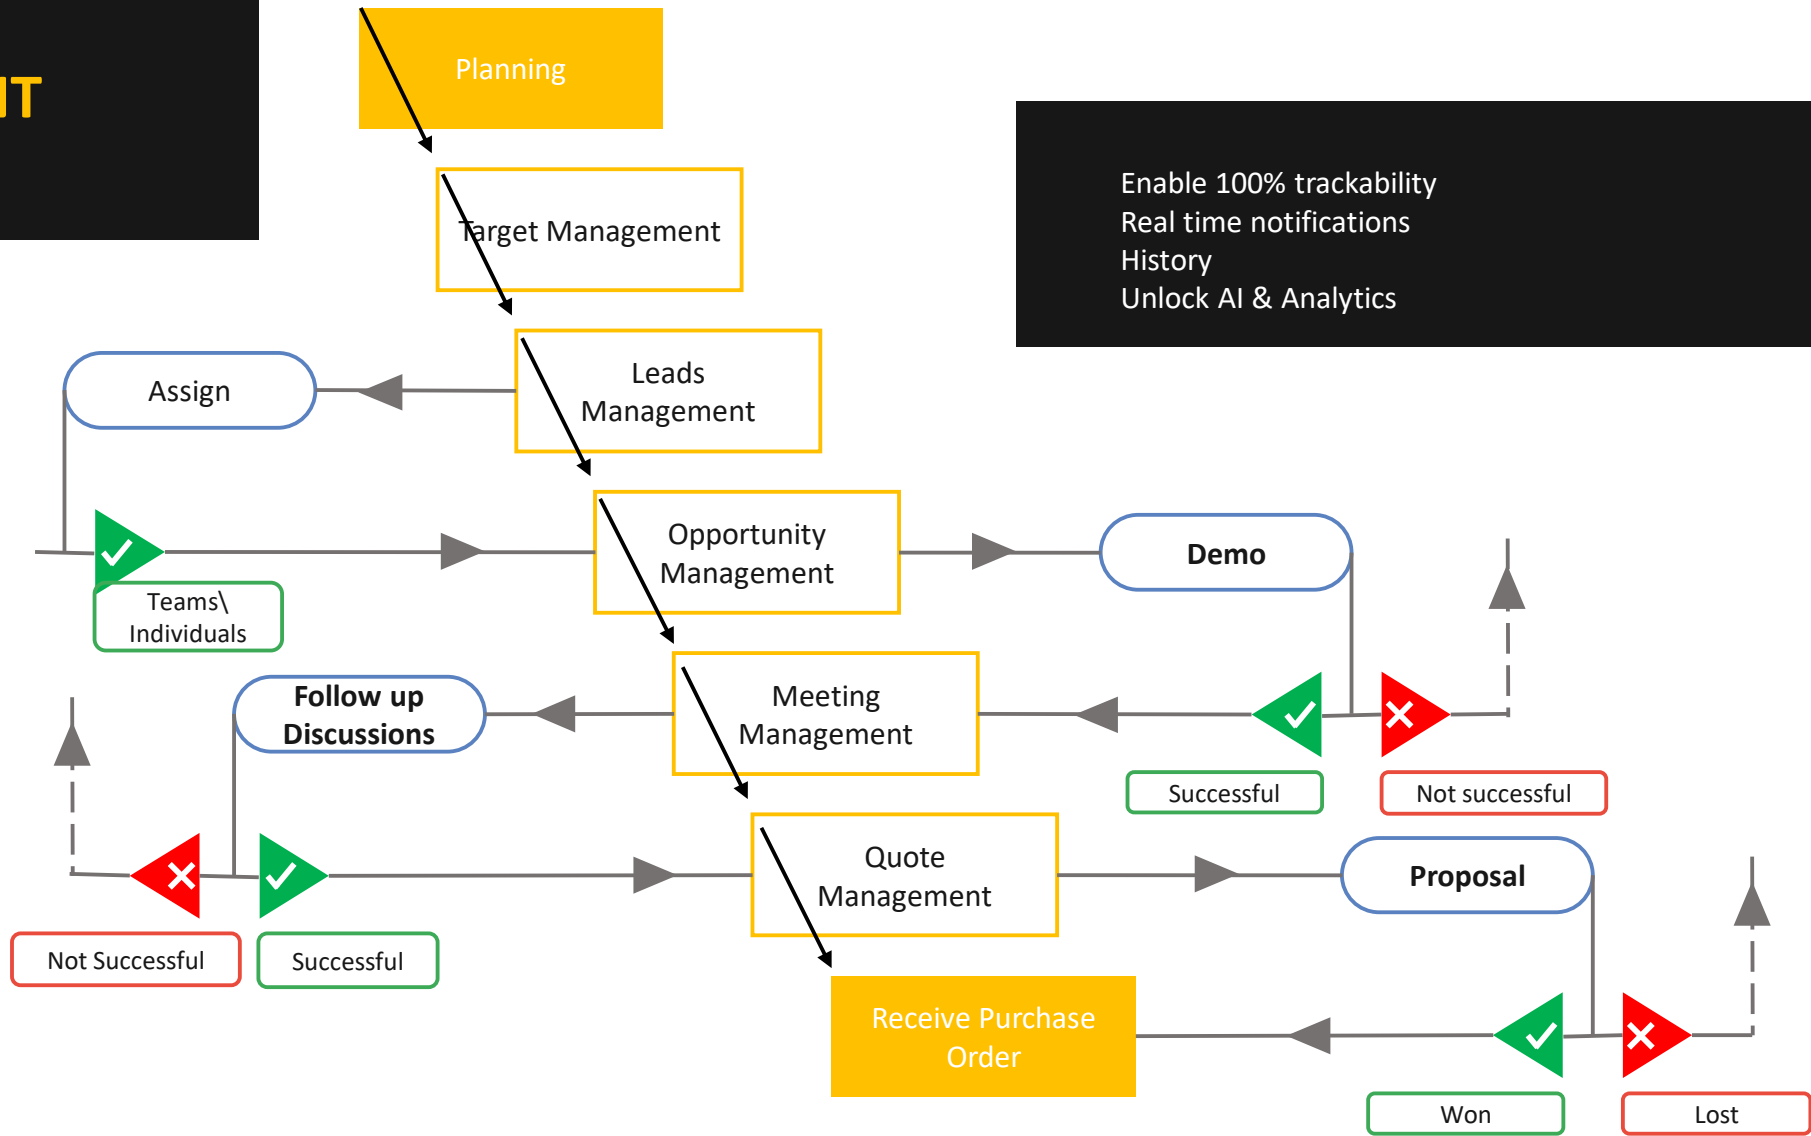 IT
Planning
Enable 100% trackability
Real time notifications
History
Unlock AI & Analytics
Target Management
Leads
Management
Assign
Opportunity
Management
Demo
Teams\
Individuals
Follow up
Discussions
Meeting
Management
Successful
Not successful
Quote
Management
Proposal
Not Successful
Successful
Receive Purchase
Order
Won
Lost